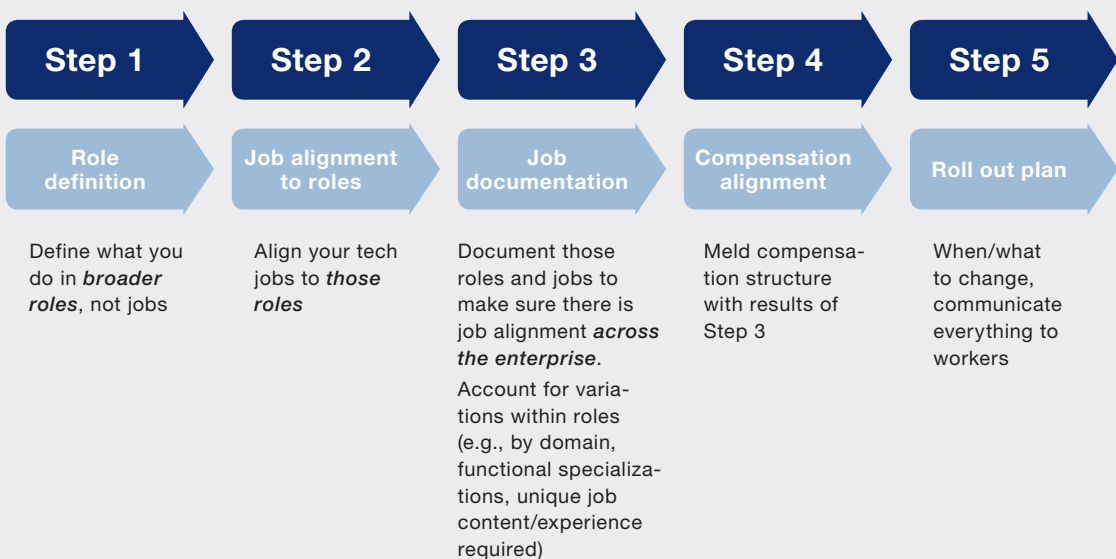 Step 1
Step 2
Step 3
Step 4
Step 5
Role
definition
Job alignment
to roles
Job
documentation
Compensation
alignment
Roll out plan
Define what you
do in broader
roles, not jobs
Align your tech
jobs to those
roles
Document those
roles and jobs to
make sure there is
job alignment across
the enterprise.
Account for varia-
tions within roles
(e.g., by domain,
functional specializa-
tions, unique job
content/experience
required)
Meld compensa-
tion structure
with results of
Step 3
When/what
to change,
communicate
everything to
workers